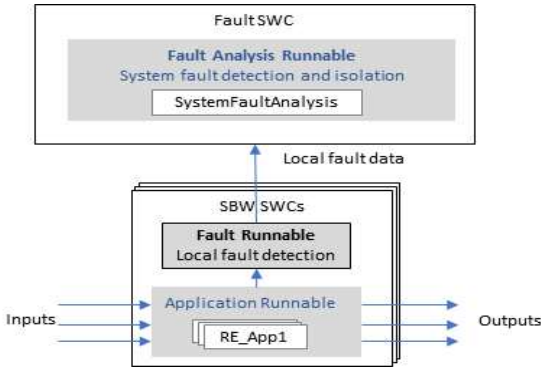 Fault SWC
Fault Analysis Runnable
System fault detection and isolation
SystemFaultAnalysis
Local fault data
SBW SWCs
Fault Runnable
Local fault detection
Application Runnable
Inputs
RE_App1
Outputs